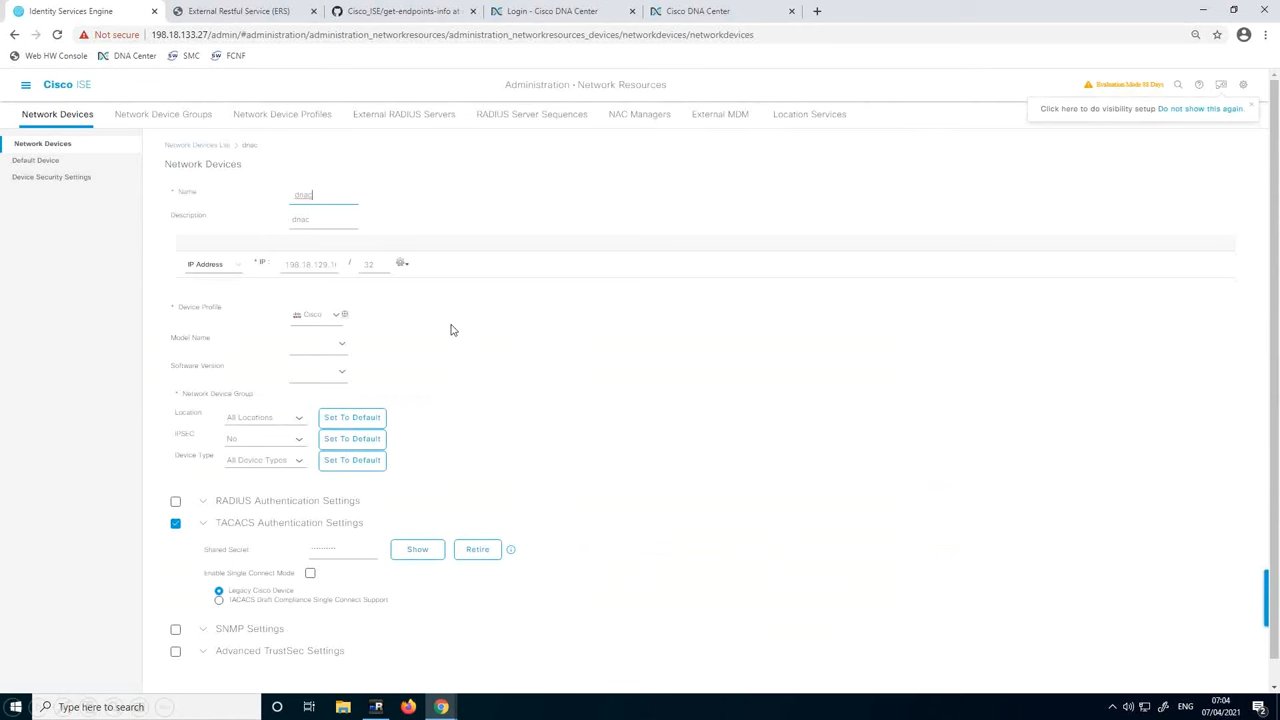 Identity Services Engine
External RESTful Services (ERS)
Cisco_ISE/get-endpoints-info at
Login - Cisco DNA Center
Cisco DNA Center
Not secure
198.18.133.27/admin/#administration/administration_networkresources/administration_networkresources_devices/networkdevices/networkdevices
Web HW Console
DNA Center
SMC
FCNF
Cisco ISE
Administration · Network Resources
Evaluation Mode 88 Days
Click here to do visibility setup Do not show this again.
Network Devices
Network Device Groups
Network Device Profiles
External RADIUS Servers
RADIUS Server Sequences
NAC Managers
External MDM
Location Services
Network Devices
Default Device
Device Security Settings
Network Devices List > dnac
Network Devices
* Name
dnac
Description
dnac
IP Address
* IP :
198.18.129.1
/
32
* Device Profile
Cisco
Model Name
Software Version
* Network Device Group
Location
All Locations
Set To Default
IPSEC
No
Set To Default
Device Type
All Device Types
Set To Default
RADIUS Authentication Settings
TACACS Authentication Settings
Shared Secret
..........
Show
Retire
Enable Single Connect Mode
Legacy Cisco Device
TACACS Draft Compliance Single Connect Support
SNMP Settings
Advanced TrustSec Settings
Type here to search
ENG
07:04
07/04/2021